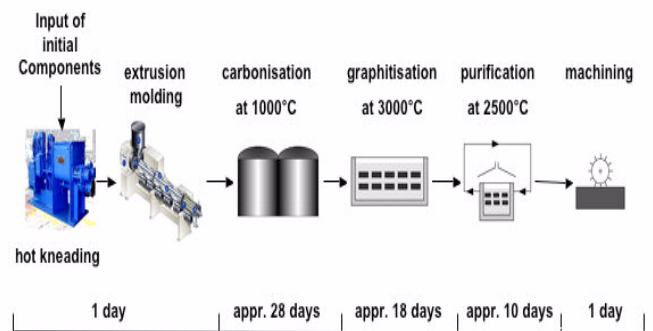 Input of
initial
Components
extrusion
molding
carbonisation
at 1000°C
graphitisation
at 3000°C
purification
at 2500°C
machining
hot kneading
1 day
appr. 28 days
appr. 18 days
appr. 10 days
1 day